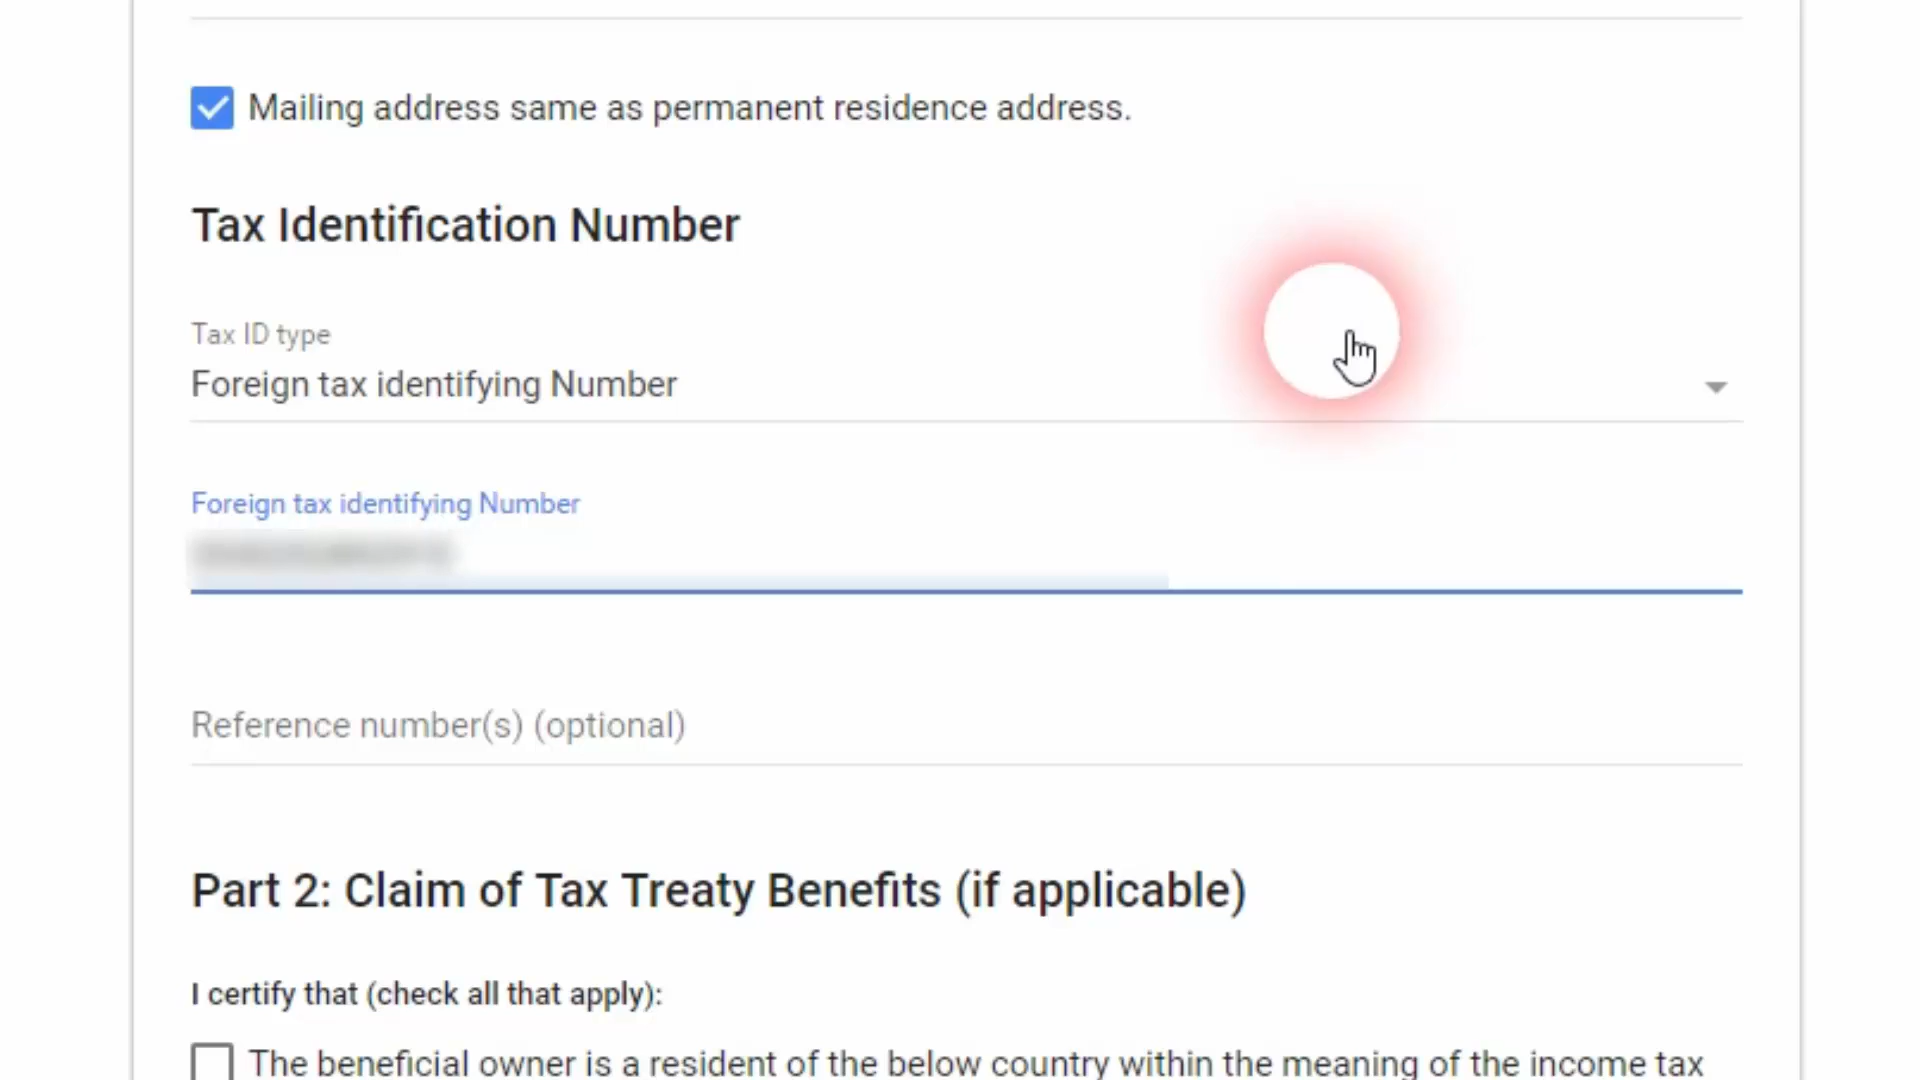 Mailing address same as permanent residence address.
Tax Identification Number
Tax ID type
Foreign tax identifying Number
Foreign tax identifying Number
Reference number(s) (optional)
Part 2: Claim of Tax Treaty Benefits (if applicable)
I certify that (check all that apply):
The beneficial owner is a resident of the below country within the meaning of the income tax